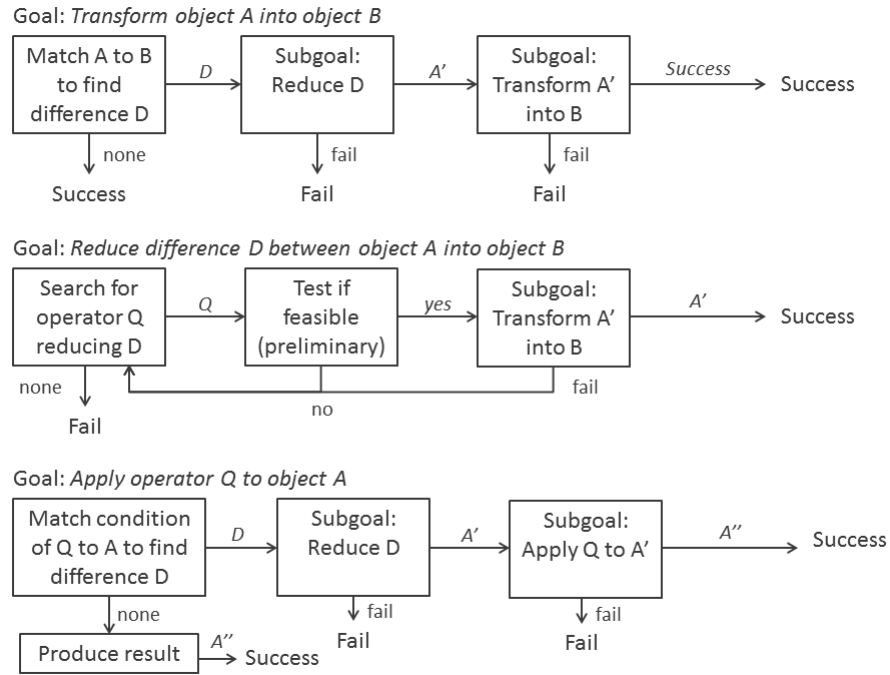 Goal: Transform object A into object B
Match A to B
to find
difference D
D
Subgoal:
Reduce D
A'
Subgoal:
Transform A'
into B
Success
Success
none
Success
fail
Fail
fail
Fail
Goal: Reduce difference D between object A into object B
Search for
operator Q
reducing D
Q
Test if
feasible
(preliminary)
yes
Subgoal:
Transform A'
into B
A'
Success
none
Fail
no
fail
Goal: Apply operator Q to object A
Match condition
of Q to A to find
difference D
D
Subgoal:
Reduce D
A'
Subgoal:
Apply Q to A'
A''
Success
none
Produce result
A''
Success
fail
Fail
fail
Fail